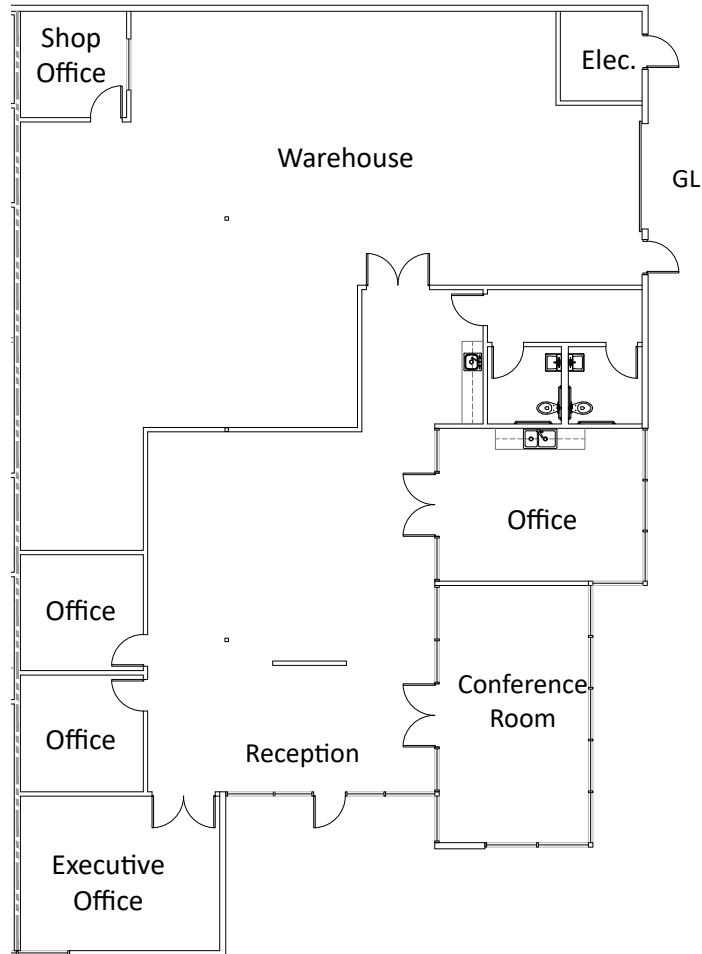 Shop
Office
Elec.
Warehouse
GL
Office
Office
Conference
Room
Office
Reception
Executive
Office